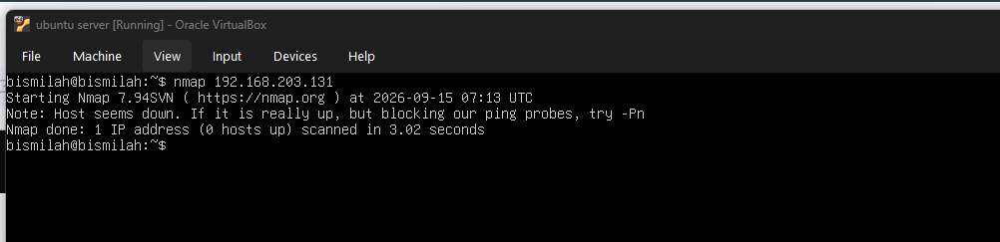 ubuntu server [Running] - Oracle VirtualBox
File Machine View Input Devices Help
bismilah@bismilah:~$ nmap 192.168.203.131
Starting Nmap 7.94SVN ( https://nmap.org ) at 2026-09-15 07:13 UTC
Note: Host seems down. If it is really up, but blocking our ping probes, try -Pn
Nmap done: 1 IP address (0 hosts up) scanned in 3.02 seconds
bismilah@bismilah:~$